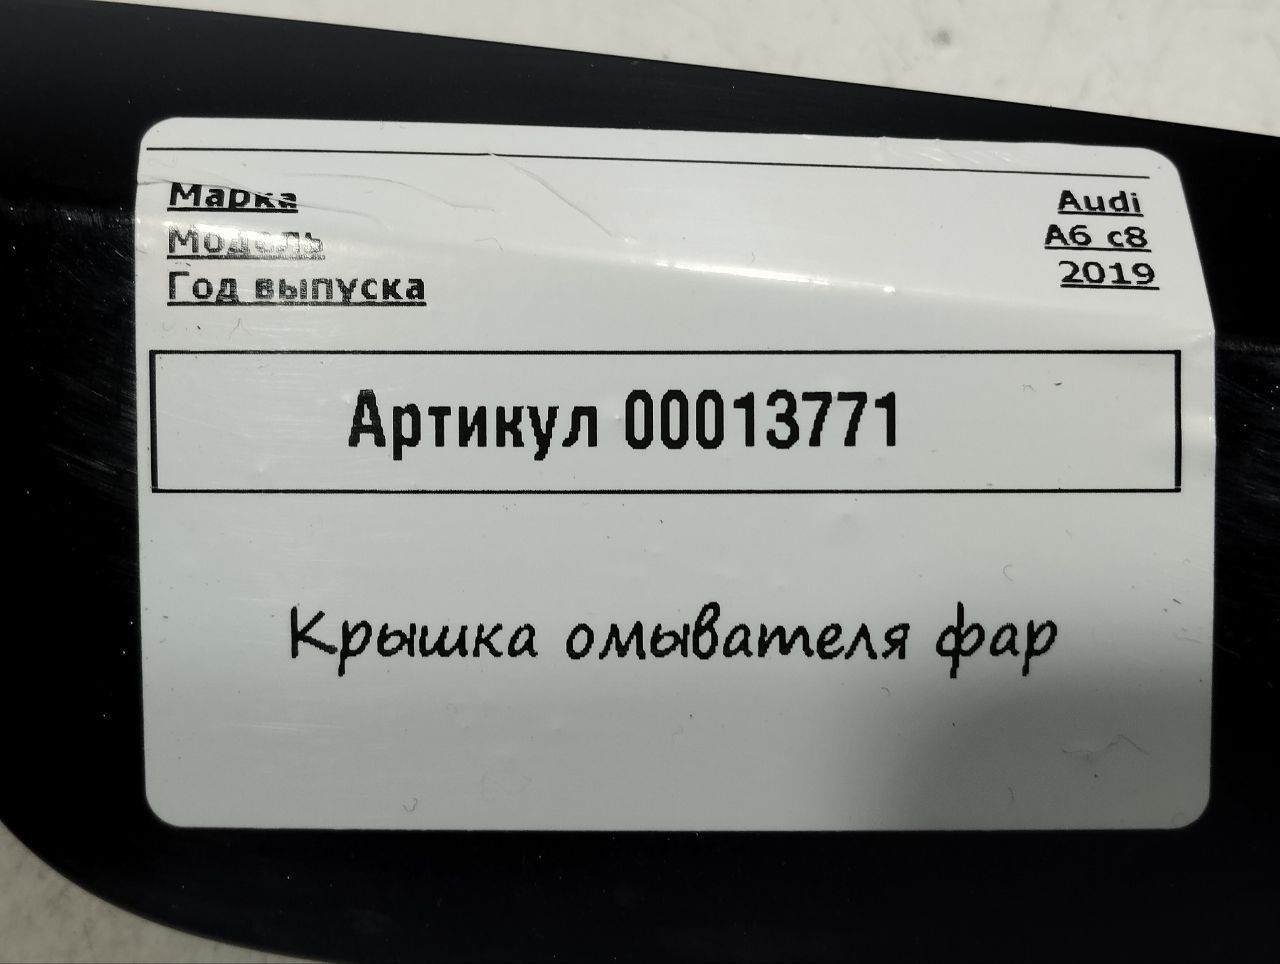 Марка Audi
Модель A6 c8
Год выпуска 2019
Артикул 00013771
Крышка омывателя фар